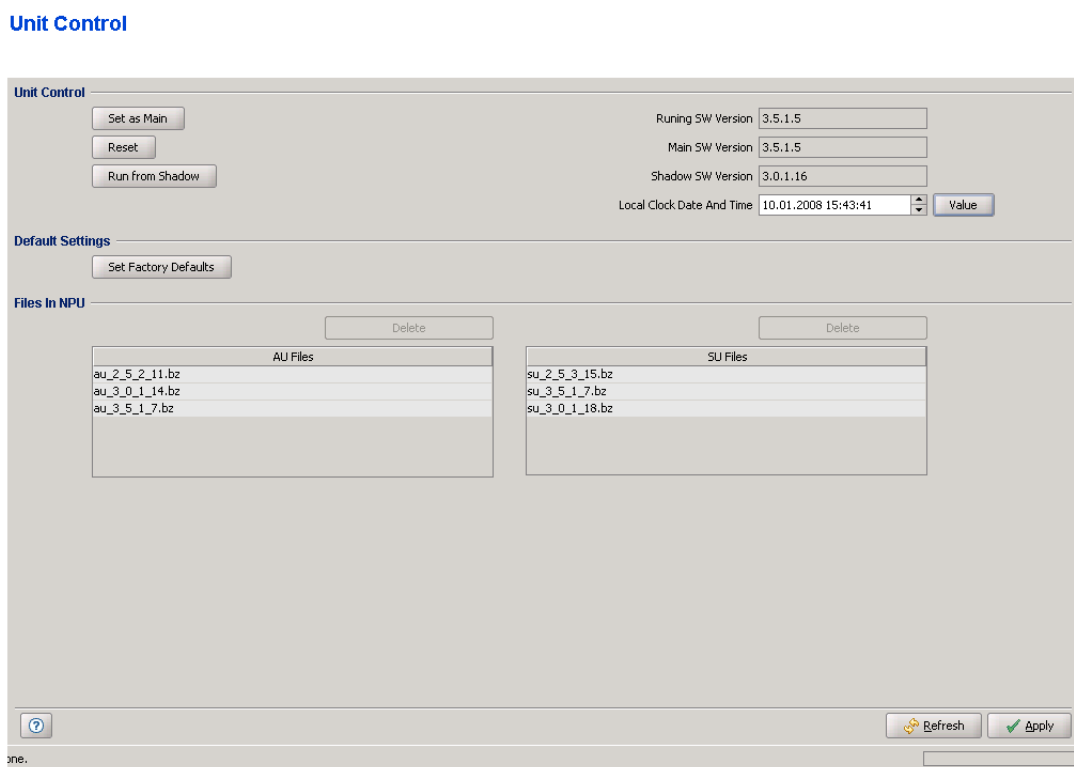 Unit Control
Unit Control
Set as Main
Runing SW Version 3.5.1.5
Reset
Main SW Version 3.5.1.5
Run from Shadow
Shadow SW Version 3.0.1.16
Local Clock Date And Time 10.01.2008 15:43:41 Value
Default Settings
Set Factory Defaults
Files In NPU
Delete
Delete
AU Files
au_2_5_2_11.bz
au_3_0_1_14.bz
au_3_5_1_7.bz
SU Files
su_2_5_3_15.bz
su_3_5_1_7.bz
su_3_0_1_18.bz
?
Refresh
Apply
one.